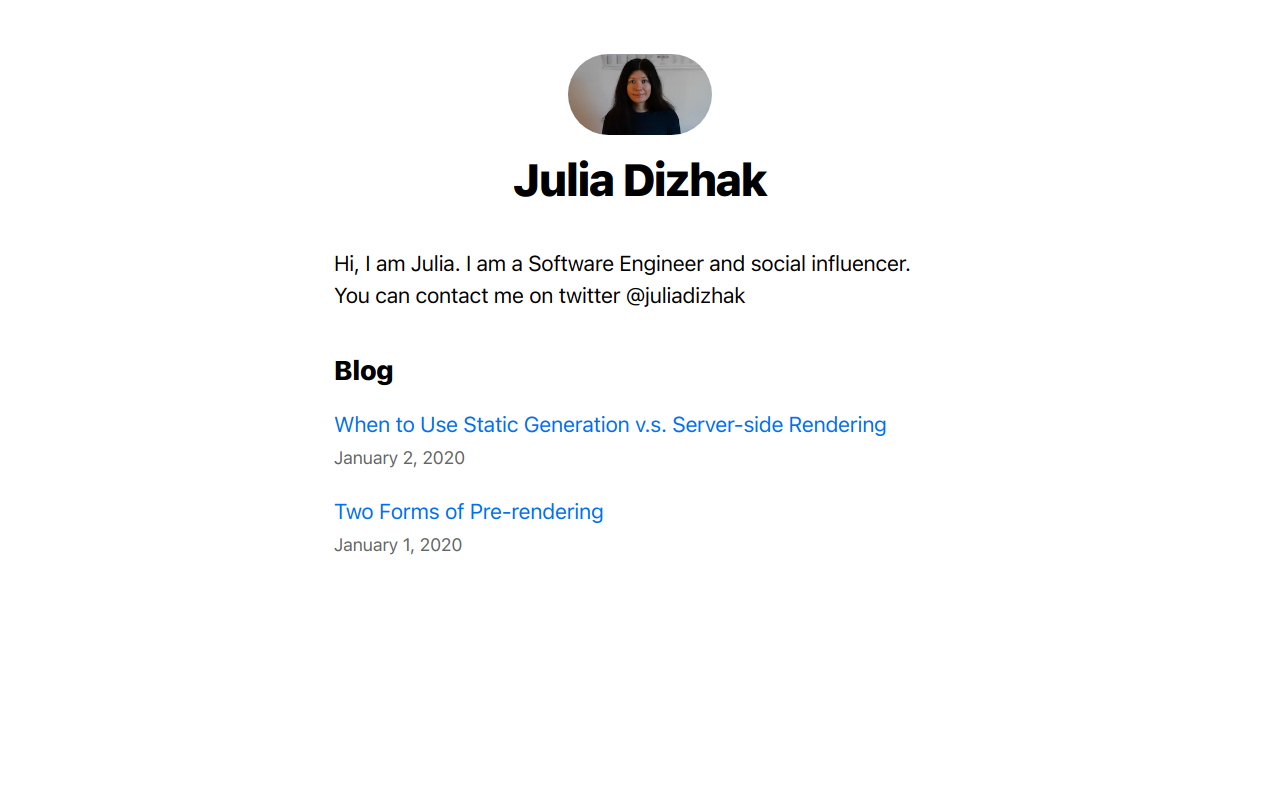 Julia Dizhak
Hi, I am Julia. I am a Software Engineer and social influencer.
You can contact me on twitter @juliadizhak
Blog
When to Use Static Generation v.s. Server-side Rendering
January 2, 2020
Two Forms of Pre-rendering
January 1, 2020